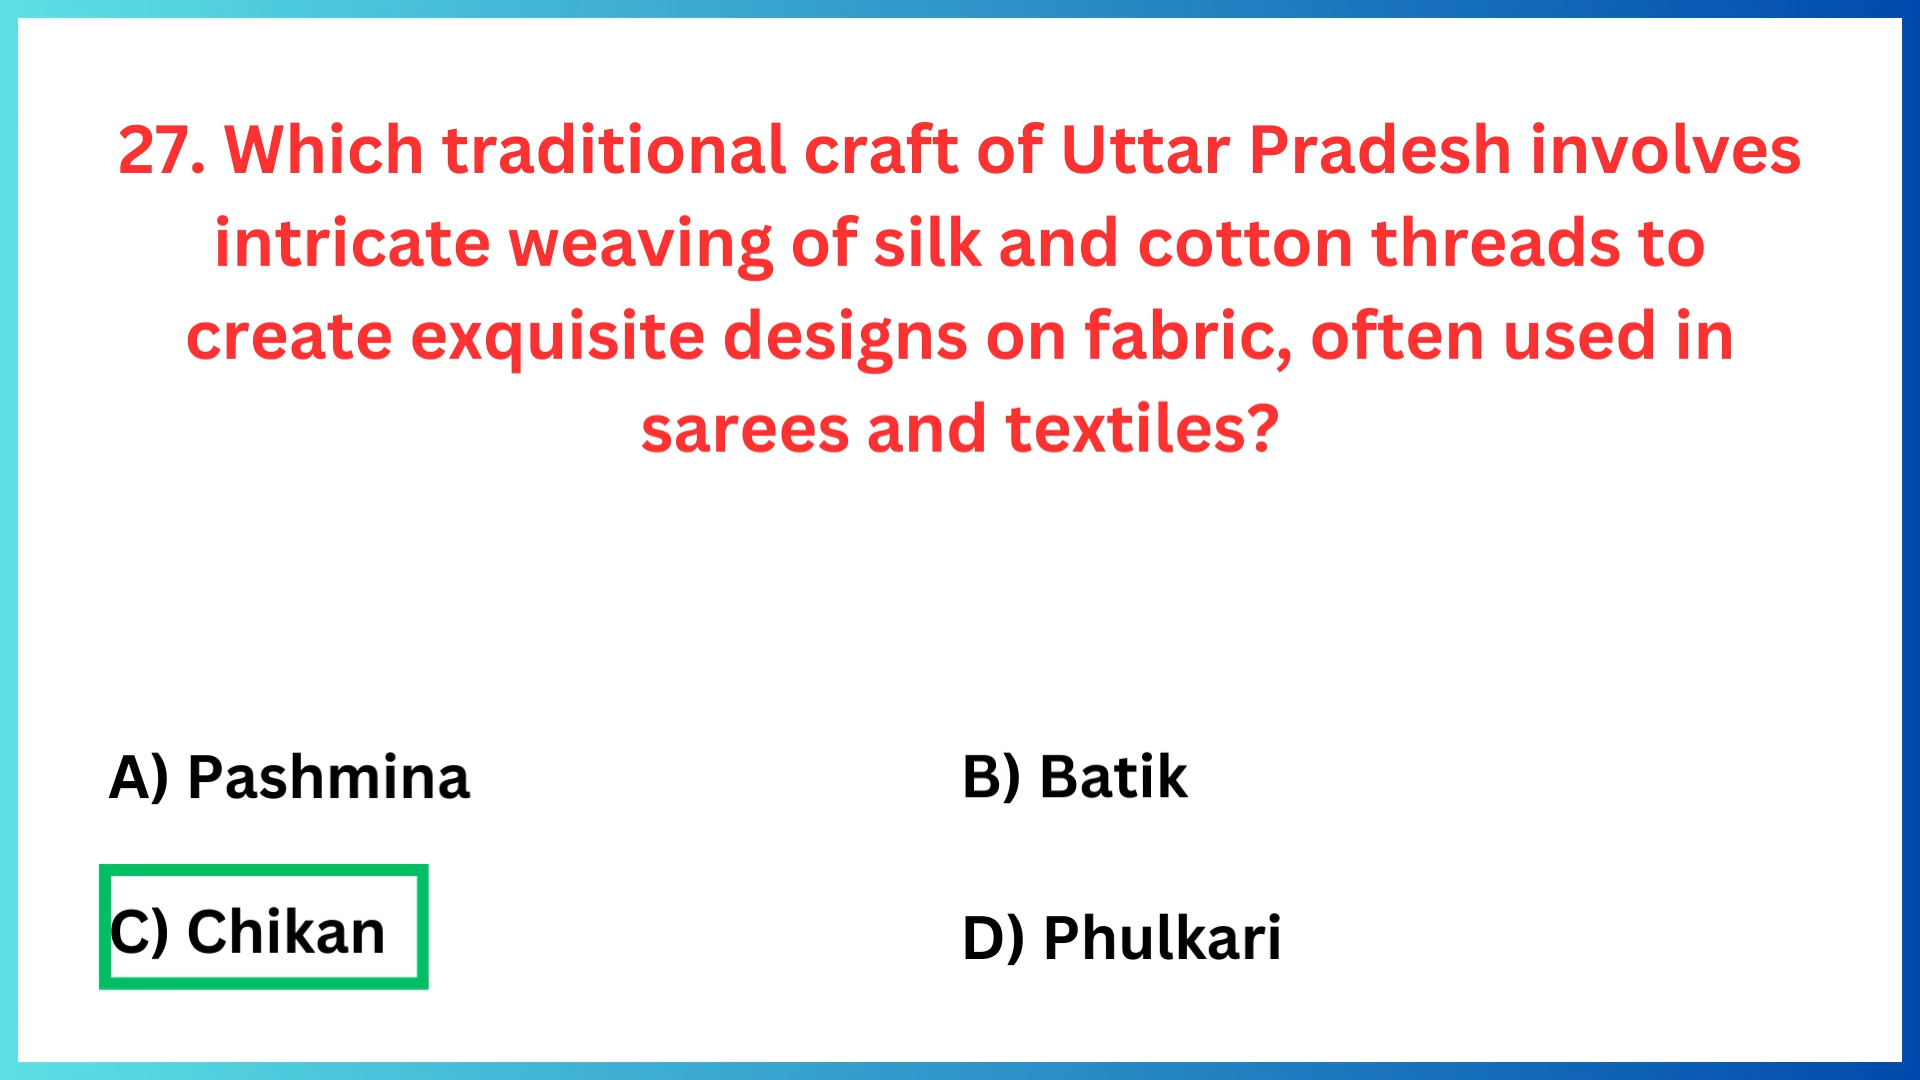 27. Which traditional craft of Uttar Pradesh involves
intricate weaving of silk and cotton threads to
create exquisite designs on fabric, often used in
sarees and textiles?
A) Pashmina
B) Batik
C) Chikan
D) Phulkari